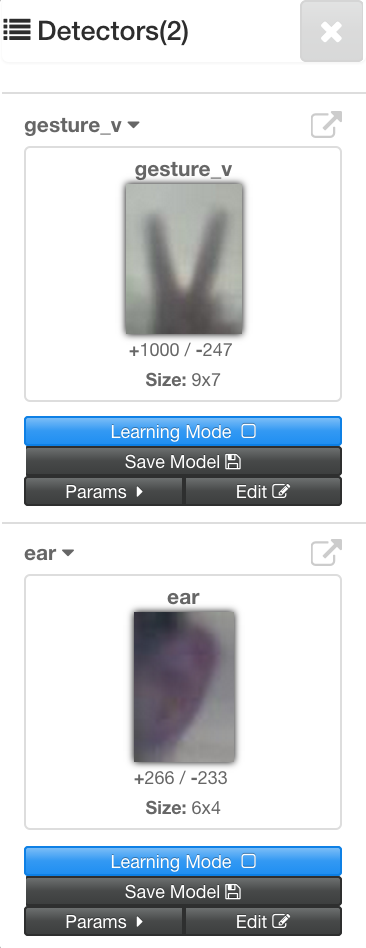 Detectors(2)
gesture_v
gesture_v
+1000 / -247
Size: 9x7
Learning Mode
Save Model
Params Edit
ear
ear
+266 / -233
Size: 6x4
Learning Mode
Save Model
Params Edit